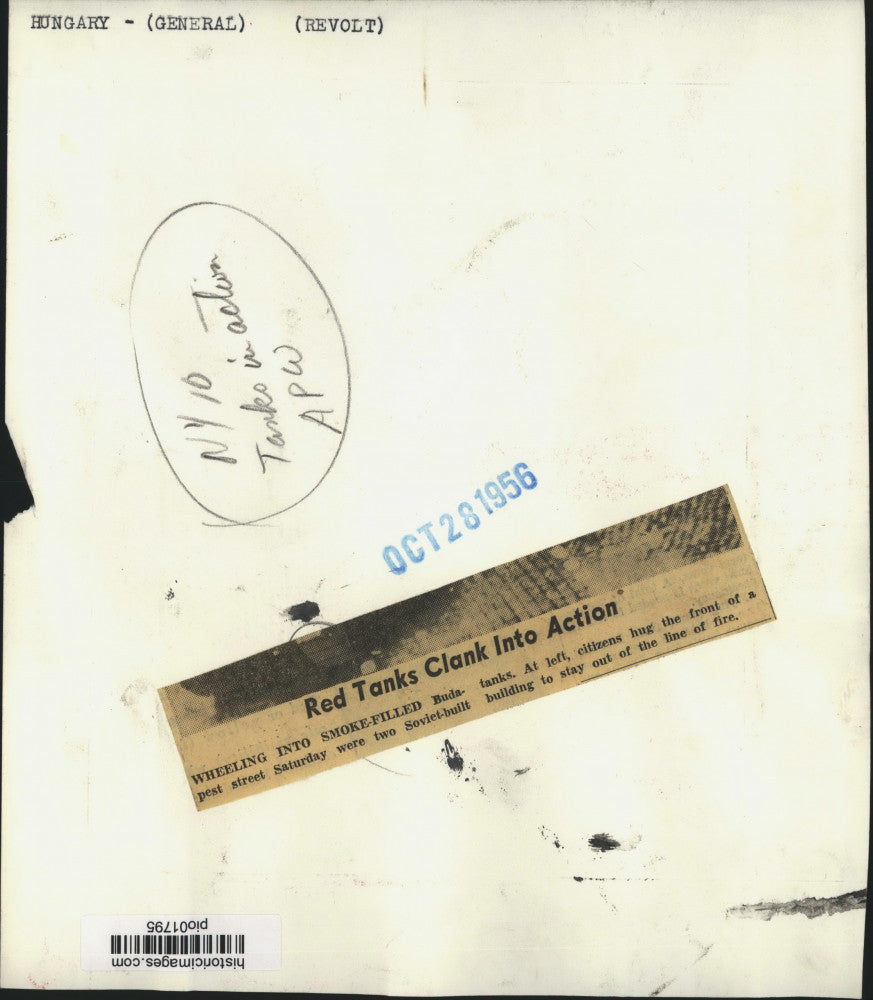 HUNGARY - (GENERAL) (REVOLT)
NY 10
Tanks in action
APW
OCT 28 1956
Red Tanks Clank Into Action
WHEELING INTO SMOKE-FILLED Buda-
pest street Saturday were two Soviet-built
tanks. At left, citizens hug the front of a
building to stay out of the line of fire.
historicimages.com
pio01795